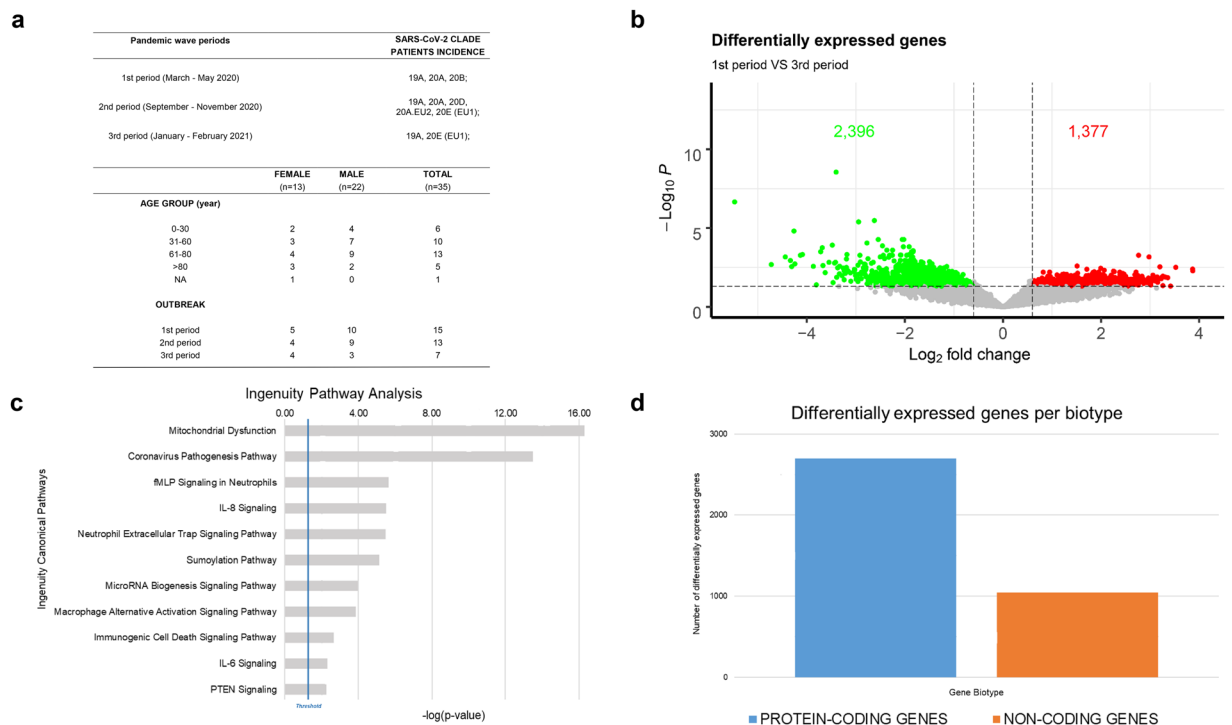 a
Pandemic wave periods SARS-CoV-2 CLADE
PATIENTS INCIDENCE
1st period (March - May 2020) 19A, 20A, 20B;
2nd period (September - November 2020) 19A, 20A, 20D,
20A.EU2, 20E (EU1);
3rd period (January - February 2021) 19A, 20E (EU1);
FEMALE MALE TOTAL
(n=13) (n=22) (n=35)
AGE GROUP (year)
0-30 2 4 6
31-60 3 7 10
61-80 4 9 13
>80 3 2 5
NA 1 0 1
OUTBREAK
1st period 5 10 15
2nd period 4 9 13
3rd period 4 3 7
b
Differentially expressed genes
1st period VS 3rd period
2,396 1,377
10
5
0
−Log10 P
−4 −2 0 2 4
Log2 fold change
c
Ingenuity Pathway Analysis
0.00 4.00 8.00 12.00 16.00
Ingenuity Canonical Pathways
Mitochondrial Dysfunction
Coronavirus Pathogenesis Pathway
fMLP Signaling in Neutrophils
IL-8 Signaling
Neutrophil Extracellular Trap Signaling Pathway
Sumoylation Pathway
MicroRNA Biogenesis Signaling Pathway
Macrophage Alternative Activation Signaling Pathway
Immunogenic Cell Death Signaling Pathway
IL-6 Signaling
PTEN Signaling
Threshold
-log(p-value)
d
Differentially expressed genes per biotype
3000
2000
1000
0
Number of differentially expressed genes
Gene Biotype
PROTEIN-CODING GENES NON-CODING GENES